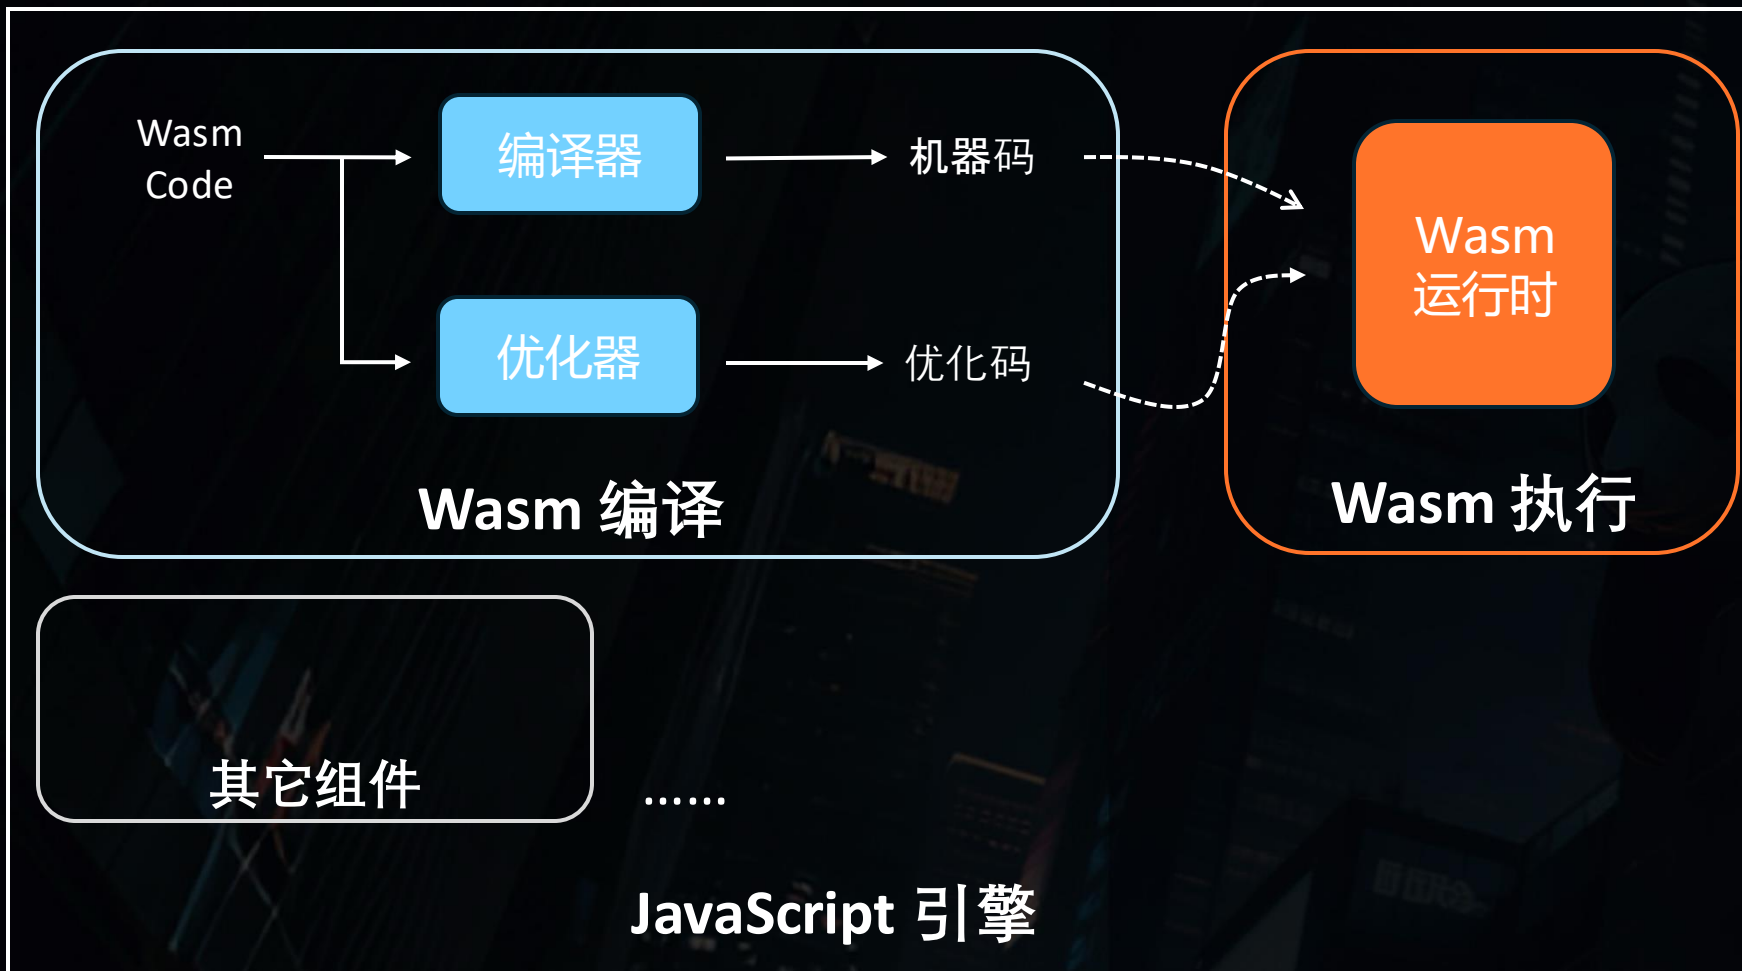 Wasm
Code
编译器
机器码
优化器
优化码
Wasm 编译
Wasm
运行时
Wasm 执行
其它组件
......
JavaScript 引擎